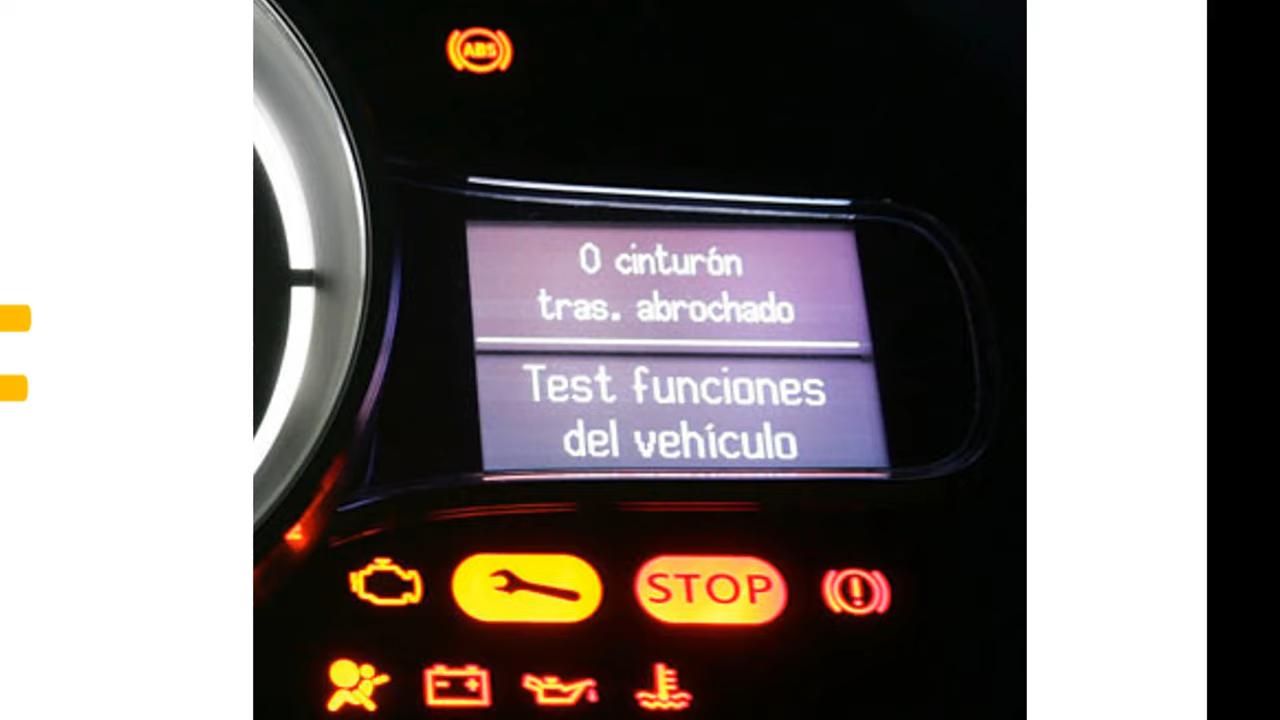 ABS
0 cinturón
tras. abrochado
Test funciones
del vehículo
STOP